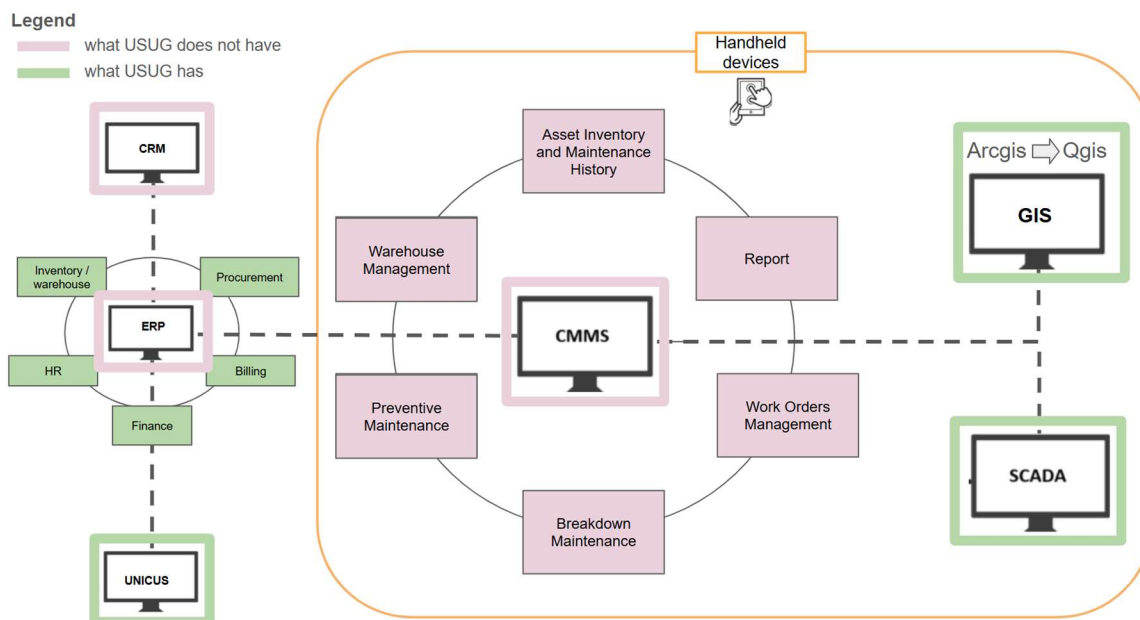 Legend
what USUG does not have
what USUG has
Handheld
devices
CRM
Inventory /
warehouse
Procurement
ERP
HR
Billing
Finance
UNICUS
Asset Inventory
and Maintenance
History
Warehouse
Management
Report
CMMS
Preventive
Maintenance
Work Orders
Management
Breakdown
Maintenance
Arcgis Qgis
GIS
SCADA